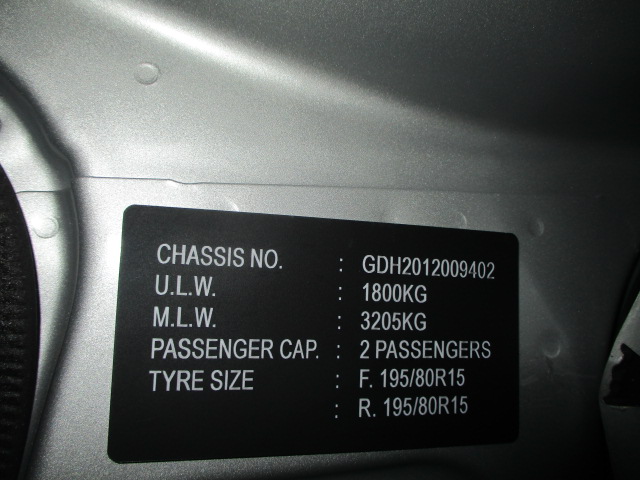 CHASSIS NO. : GDH2012009402
U.L.W. : 1800KG
M.L.W. : 3205KG
PASSENGER CAP. : 2 PASSENGERS
TYRE SIZE : F. 195/80R15
: R. 195/80R15